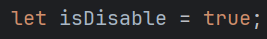 let isDisable = true;